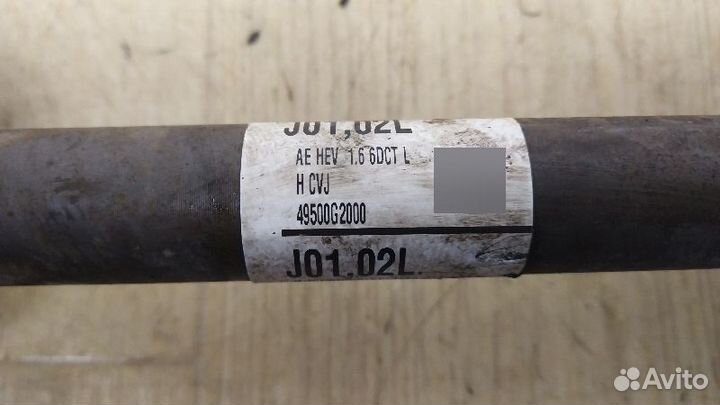 J01,02L
AE HEV 1.6 6DCT L
H CVJ
49500G2000
J01,02L.
Avito